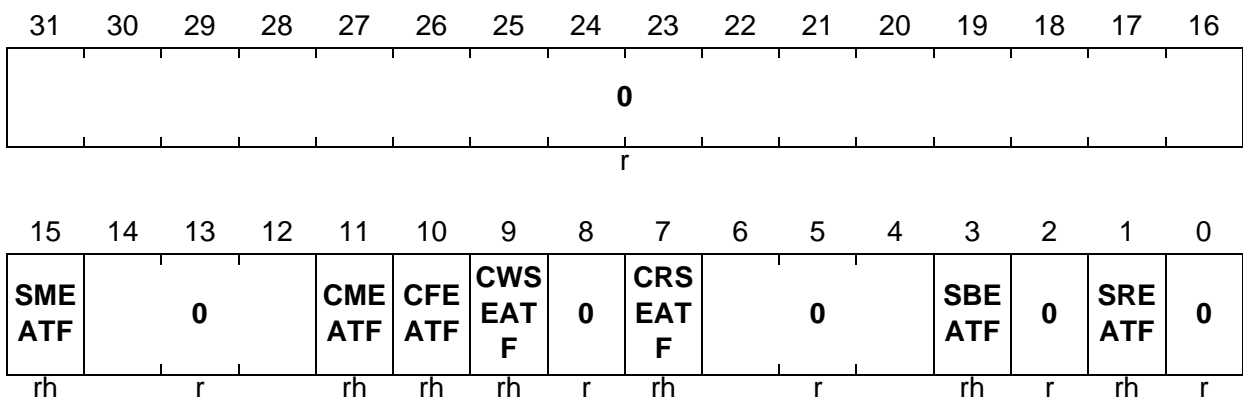 31 30 29 28 27 26 25 24 23 22 21 20 19 18 17 16
0
r
15 14 13 12 11 10 9 8 7 6 5 4 3 2 1 0
SME ATF 0 CME ATF CFE ATF CWS EAT F 0 CRS EAT F 0 SBE ATF 0 SRE ATF 0
rh r rh rh rh r rh r rh r rh r